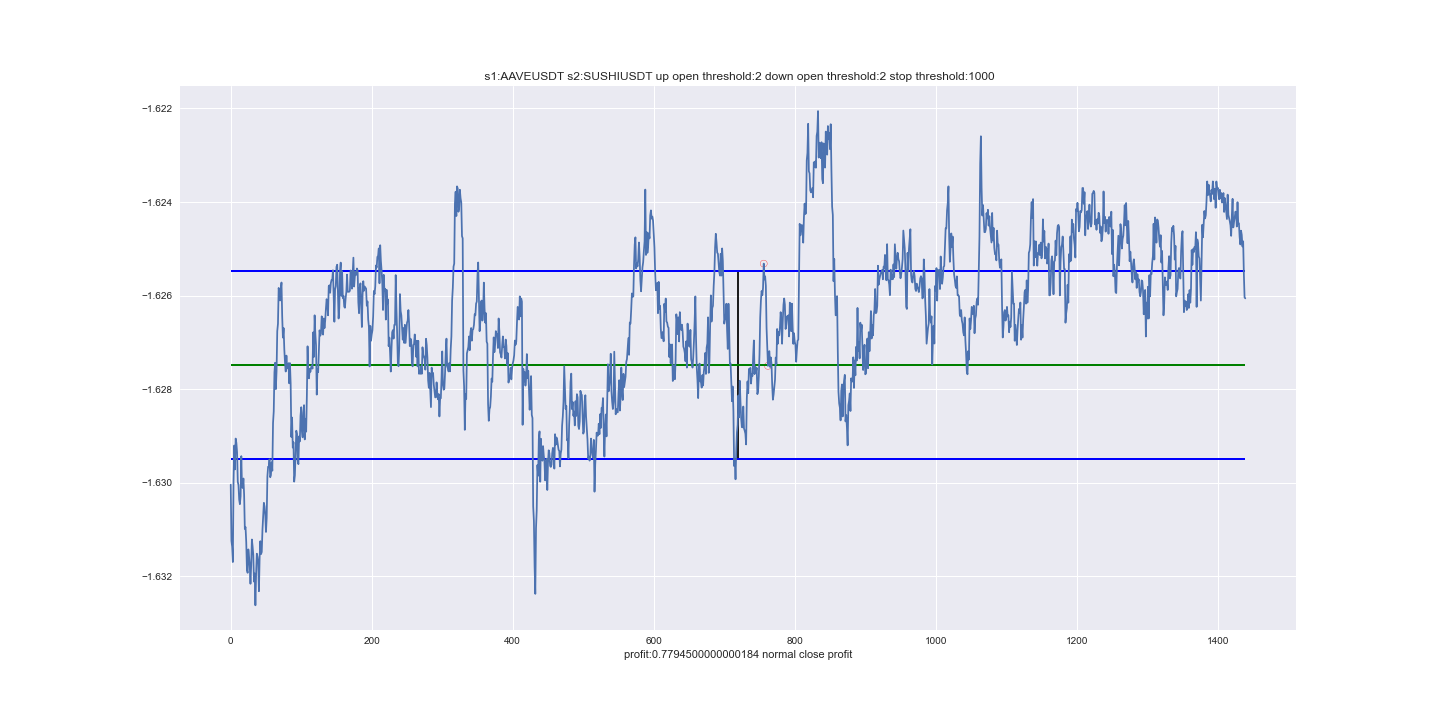 s1:AAVEUSDT s2:SUSHIUSDT up open threshold:2 down open threshold:2 stop threshold:1000
−1.622
−1.624
−1.626
−1.628
−1.630
−1.632
0 200 400 600 800 1000 1200 1400
profit:0.7794500000000184 normal close profit